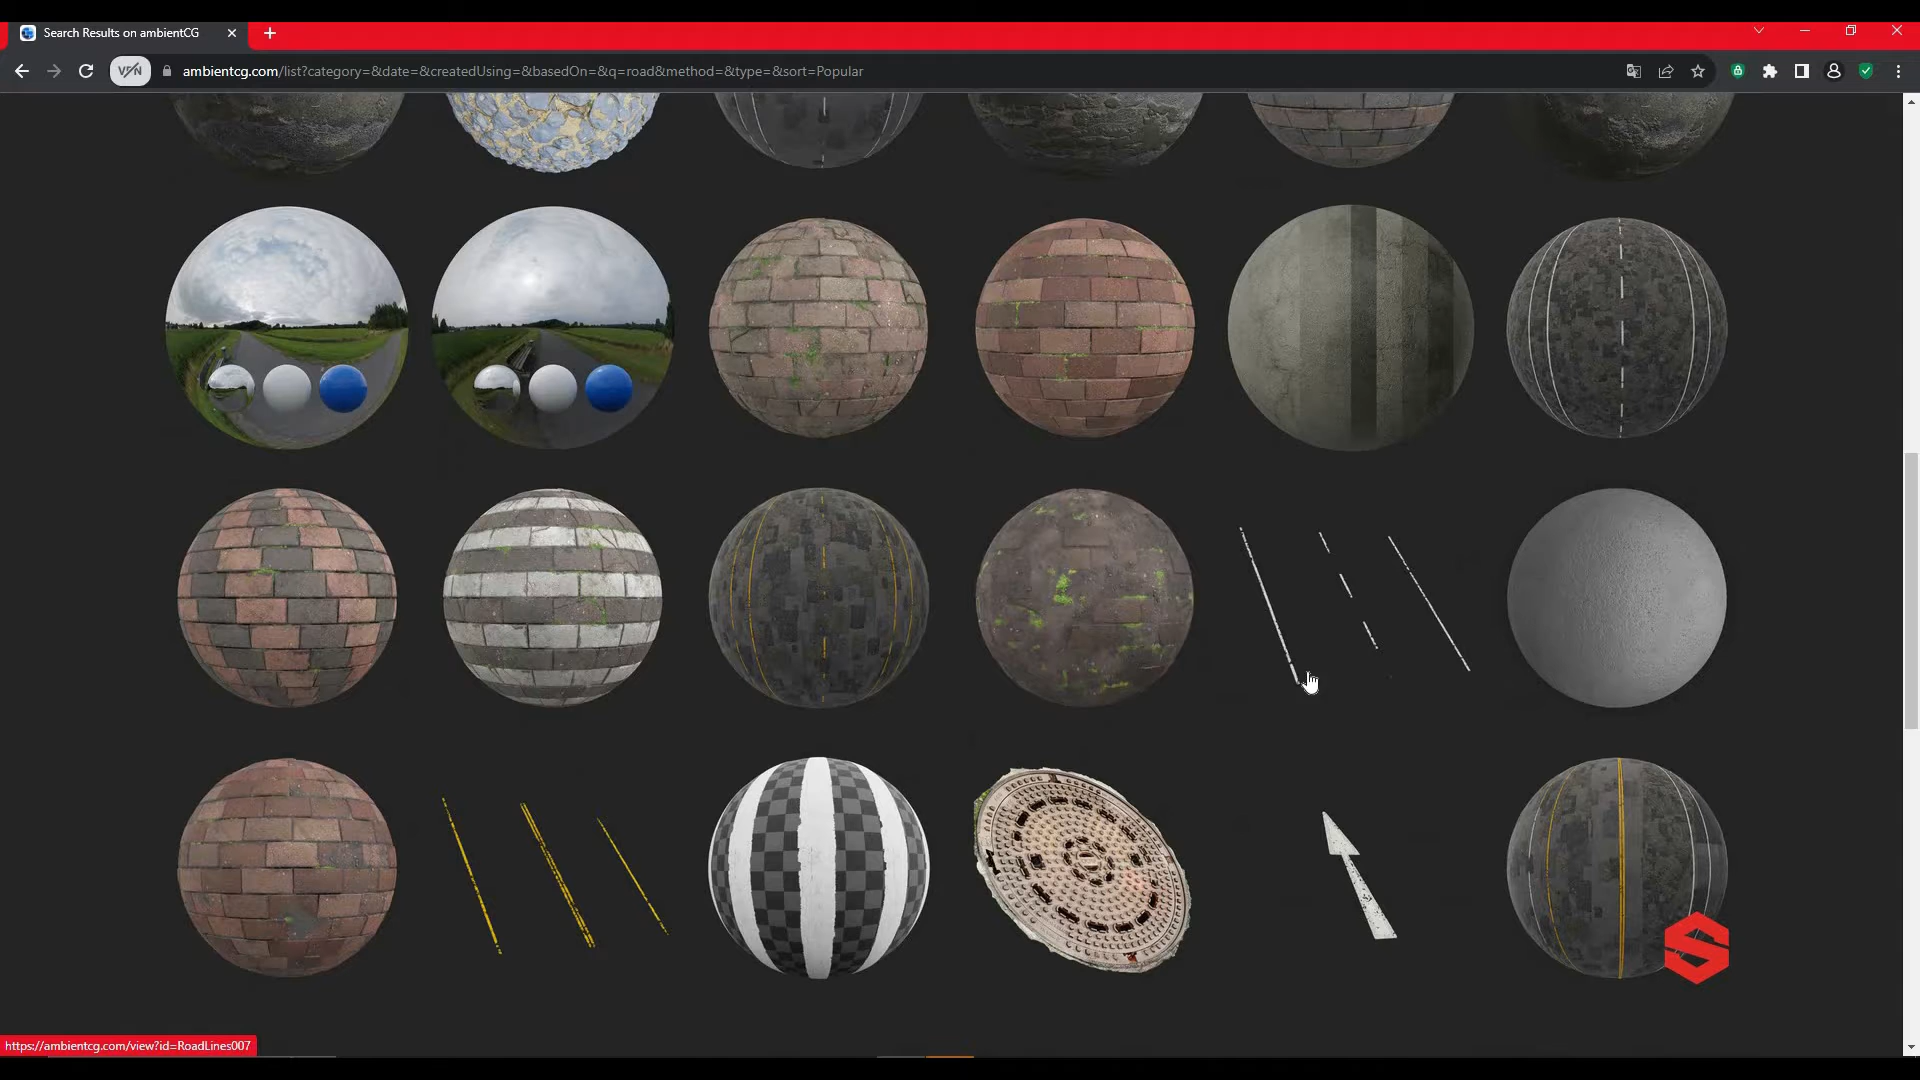 Search Results on ambientCG
VPN
ambientcg.com/list?category=&date=&createdUsing=&basedOn=&q=road&method=&type=&sort=Popular
https://ambientcg.com/view?id=RoadLines007